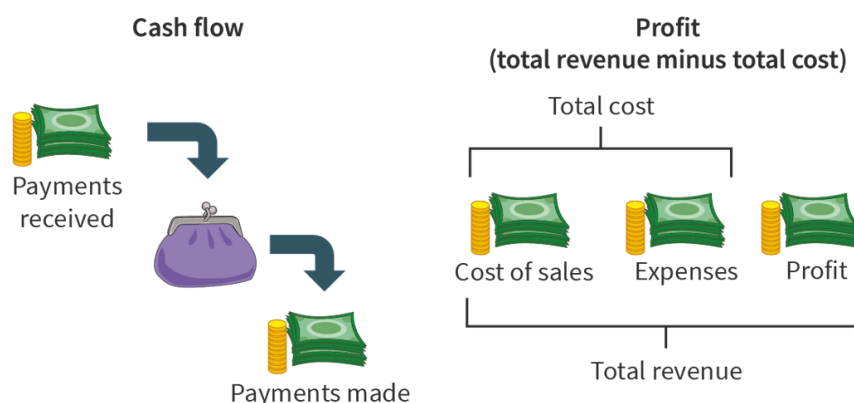 Cash flow
Payments
received
Payments made
Profit
(total revenue minus total cost)
Total cost
Cost of sales
Expenses
Profit
Total revenue